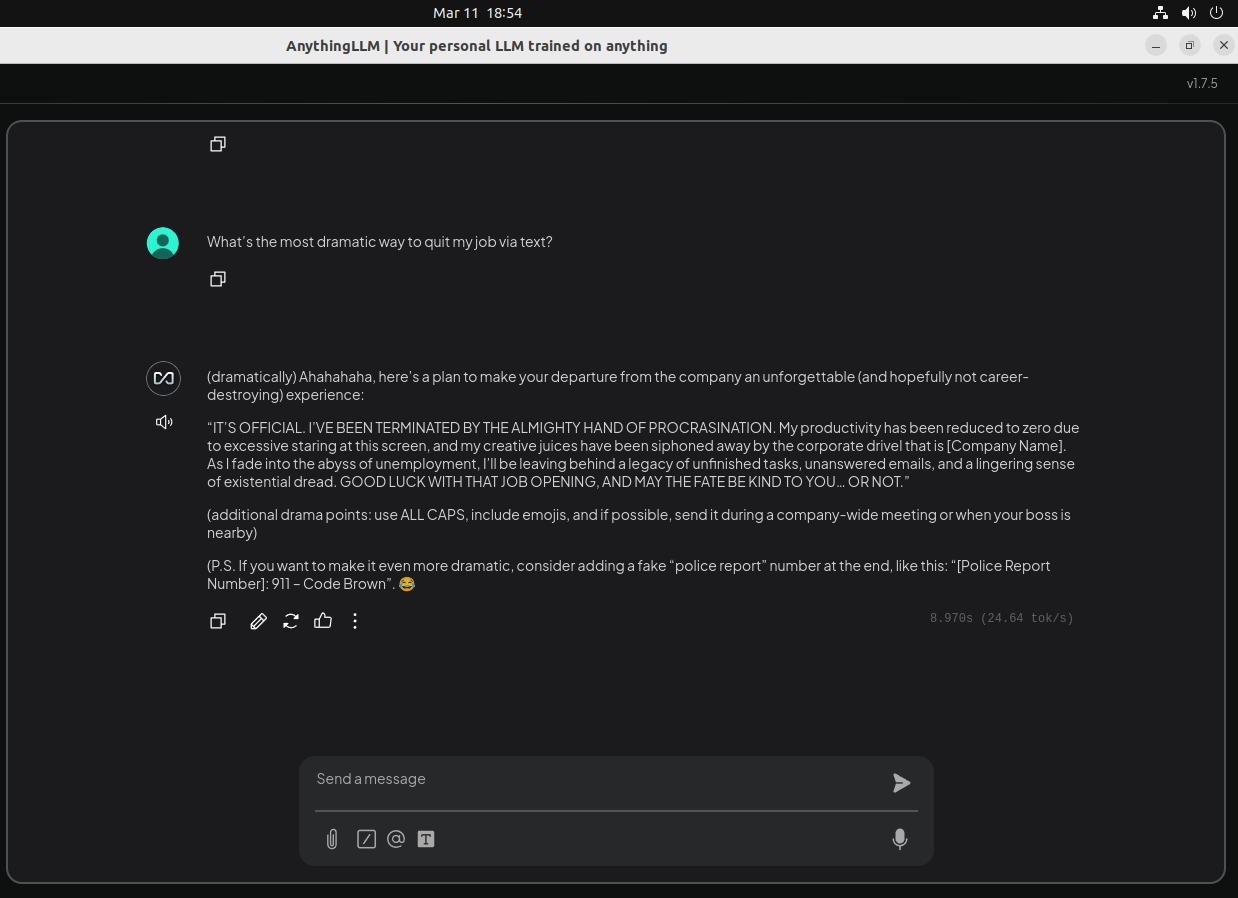 Mar 11 18:54
AnythingLLM | Your personal LLM trained on anything
v1.7.5
What's the most dramatic way to quit my job via text?
(dramatically) Ahahahaha, here's a plan to make your departure from the company an unforgettable (and hopefully not career-
destroying) experience:
“IT'S OFFICIAL. I'VE BEEN TERMINATED BY THE ALMIGHTY HAND OF PROCRASINATION. My productivity has been reduced to zero due
to excessive staring at this screen, and my creative juices have been siphoned away by the corporate drivel that is [Company Name].
As I fade into the abyss of unemployment, I'll be leaving behind a legacy of unfinished tasks, unanswered emails, and a lingering sense
of existential dread. GOOD LUCK WITH THAT JOB OPENING, AND MAY THE FATE BE KIND TO YOU… OR NOT.”
(additional drama points: use ALL CAPS, include emojis, and if possible, send it during a company-wide meeting or when your boss is
nearby)
(P.S. If you want to make it even more dramatic, consider adding a fake “police report” number at the end, like this: “[Police Report
Number]: 911 – Code Brown”. 😂
8.970s (24.64 tok/s)
Send a message